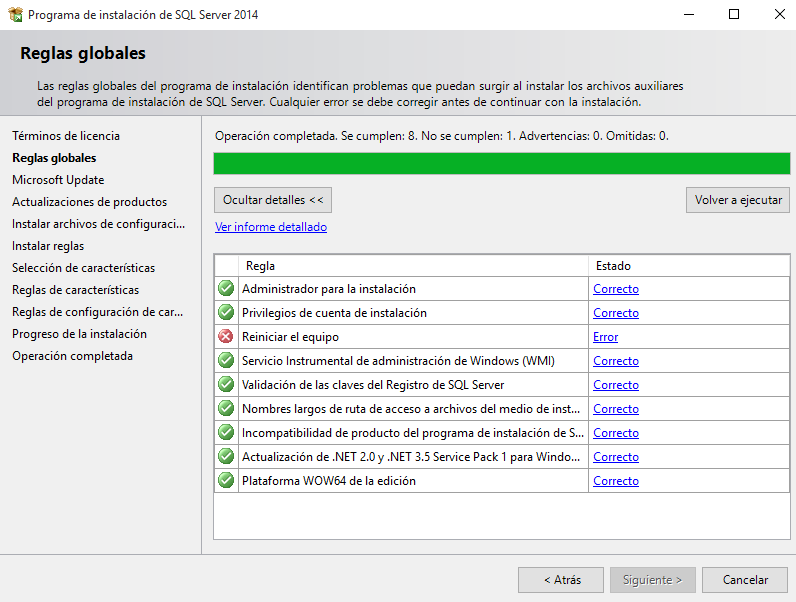 Programa de instalación de SQL Server 2014
Reglas globales
Las reglas globales del programa de instalación identifican problemas que puedan surgir al instalar los archivos auxiliares
del programa de instalación de SQL Server. Cualquier error se debe corregir antes de continuar con la instalación.
Términos de licencia
Reglas globales
Microsoft Update
Actualizaciones de productos
Instalar archivos de configuraci...
Instalar reglas
Selección de características
Reglas de características
Reglas de configuración de car...
Progreso de la instalación
Operación completada
Operación completada. Se cumplen: 8. No se cumplen: 1. Advertencias: 0. Omitidas: 0.
Ocultar detalles << Volver a ejecutar
Ver informe detallado
Regla Estado
Administrador para la instalación Correcto
Privilegios de cuenta de instalación Correcto
Reiniciar el equipo Error
Servicio Instrumental de administración de Windows (WMI) Correcto
Validación de las claves del Registro de SQL Server Correcto
Nombres largos de ruta de acceso a archivos del medio de inst... Correcto
Incompatibilidad de producto del programa de instalación de S... Correcto
Actualización de .NET 2.0 y .NET 3.5 Service Pack 1 para Windo... Correcto
Plataforma WOW64 de la edición Correcto
< Atrás Siguiente > Cancelar